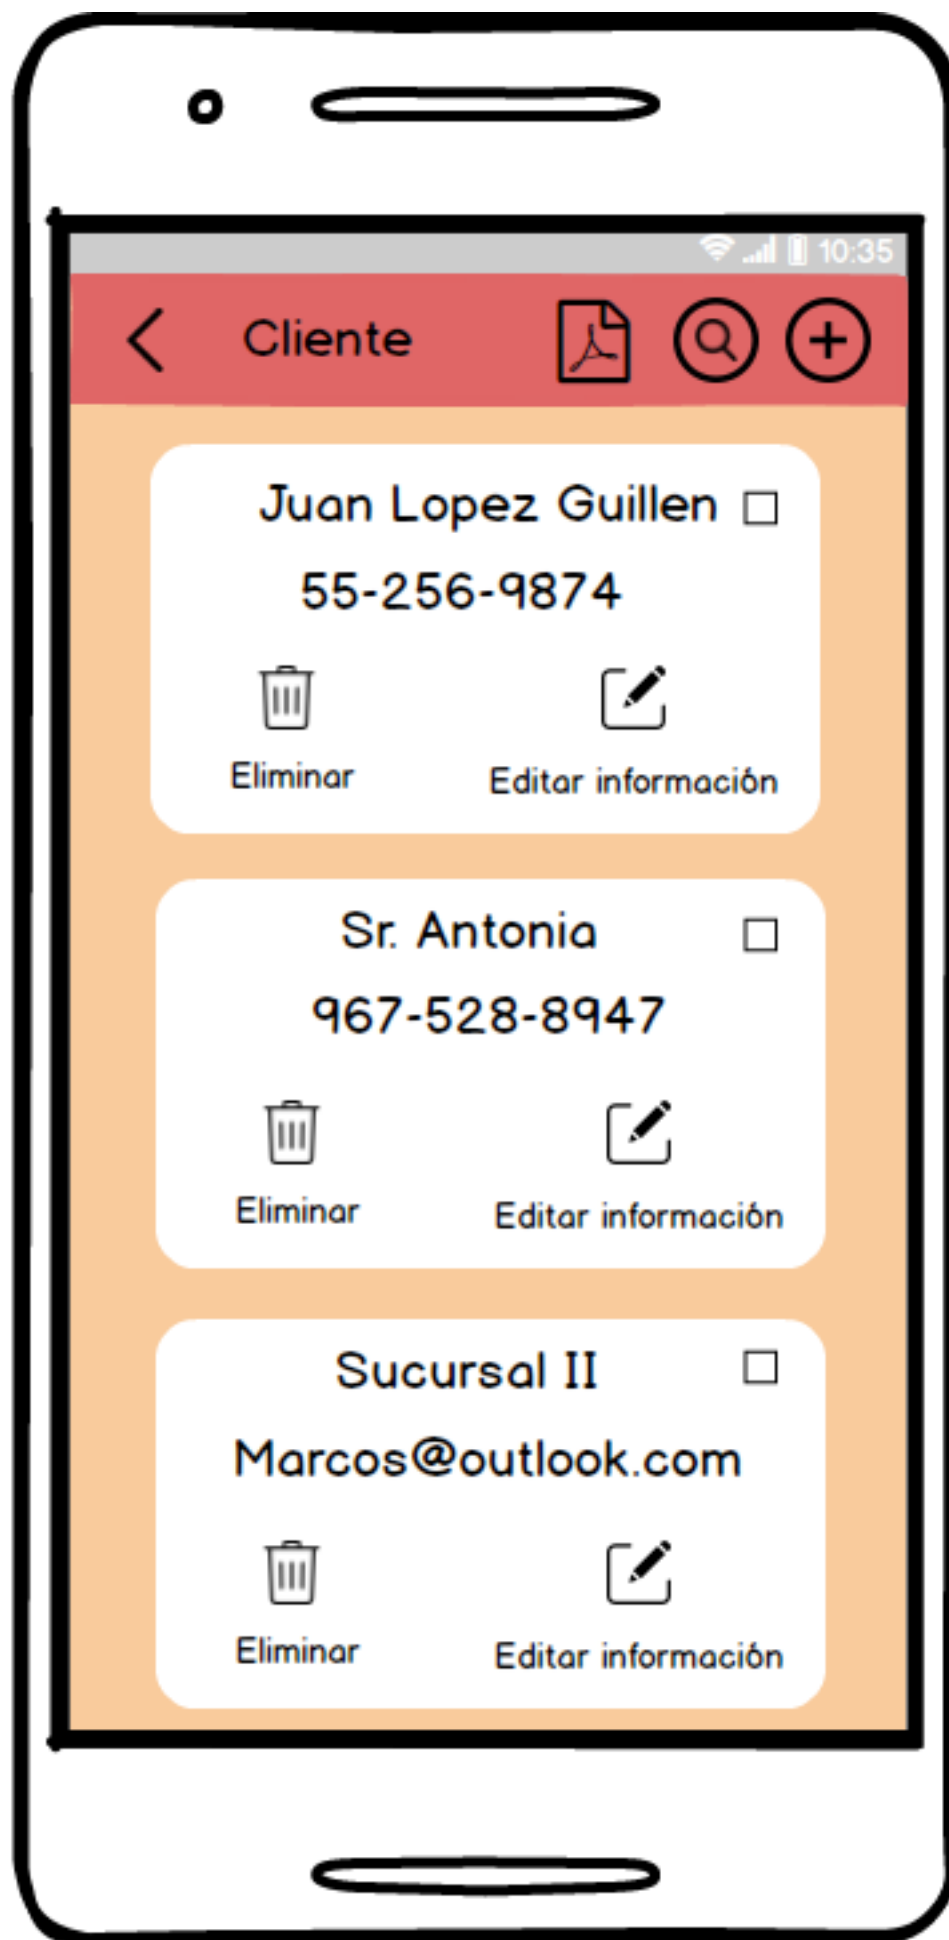 10:35
Cliente
Juan Lopez Guillen
55-256-9874
Eliminar Editar información
Sr. Antonia
967-528-8947
Eliminar Editar información
Sucursal II
Marcos@outlook.com
Eliminar Editar información